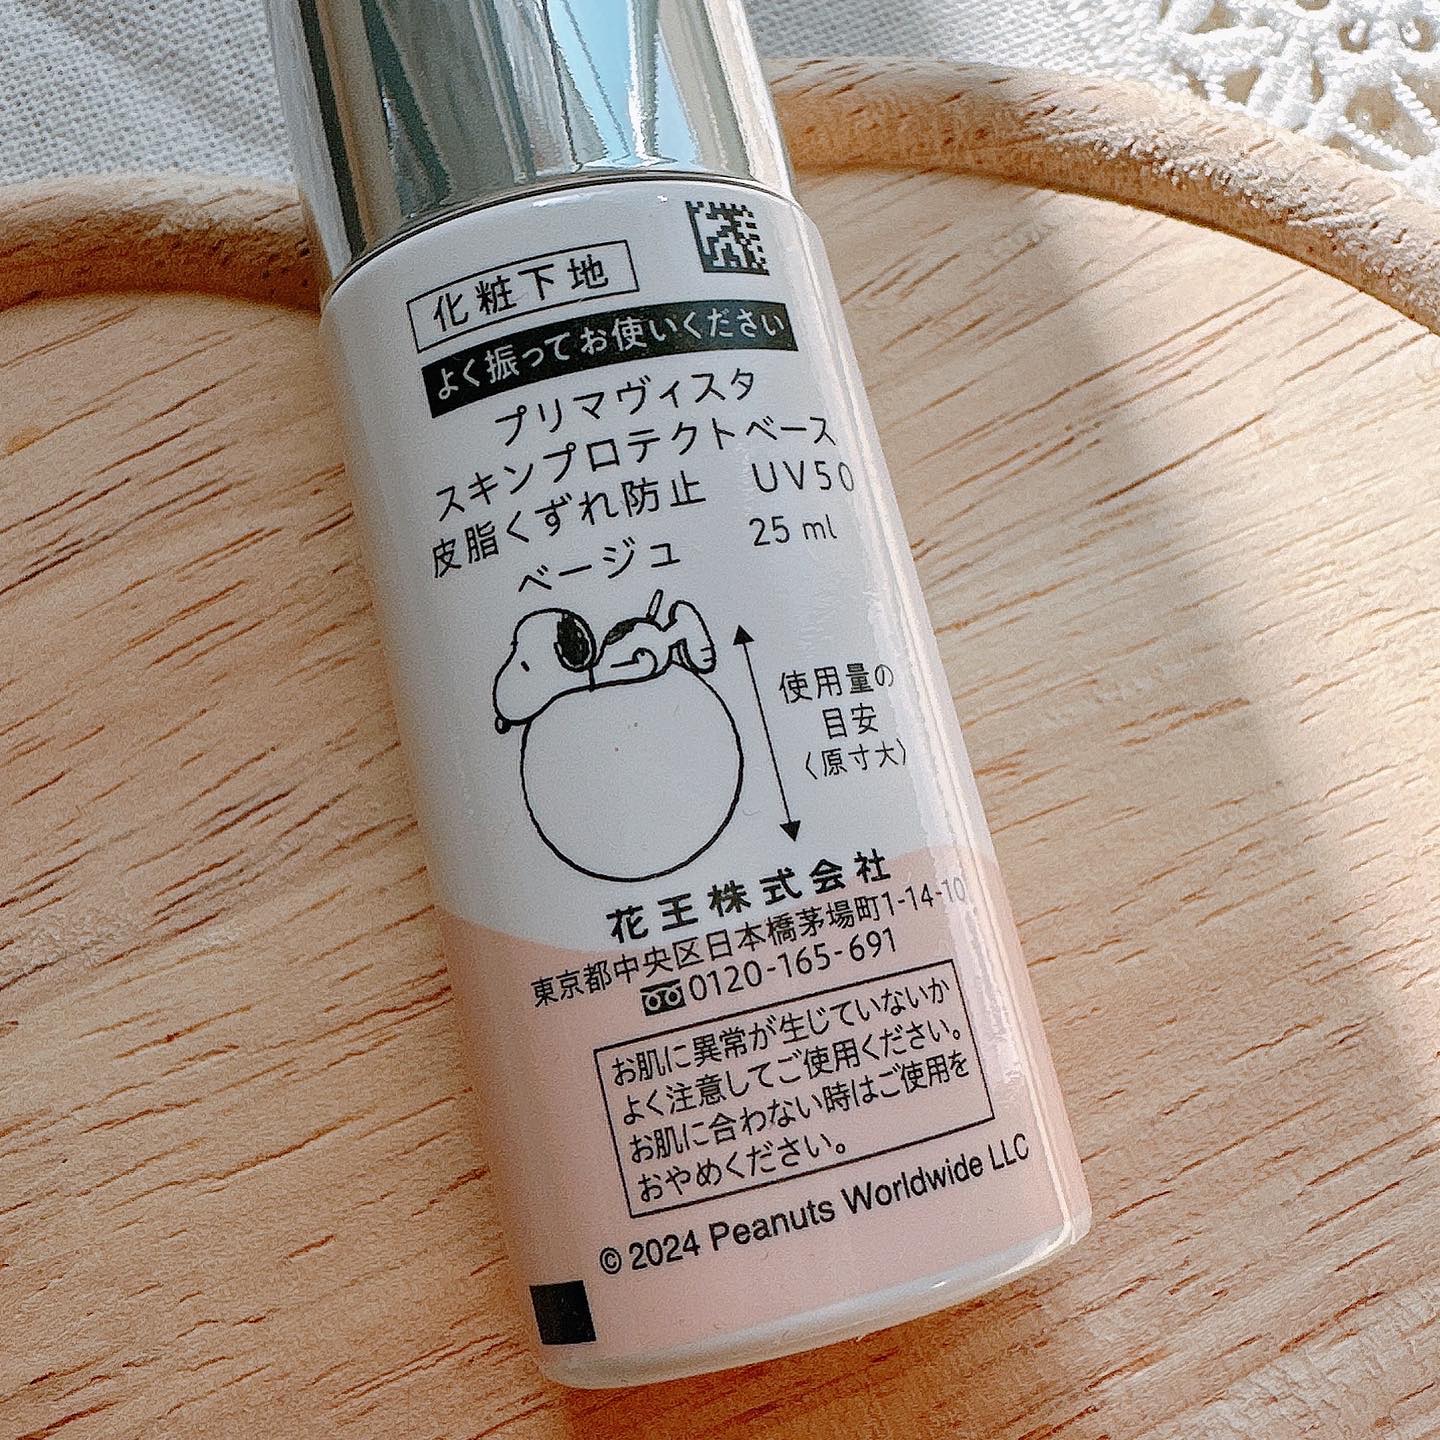 化粧下地
よく振ってお使いください
プリマヴィスタ
スキンプロテクトベース
皮脂くずれ防止 UV50
ベージュ 25 ml
使用量の
目安
〈原寸大〉
花王株式会社
東京都中央区日本橋茅場町1-14-10
0120-165-691
お肌に異常が生じていないか
よく注意してご使用ください。
お肌に合わない時はご使用を
おやめください。
© 2024 Peanuts Worldwide LLC